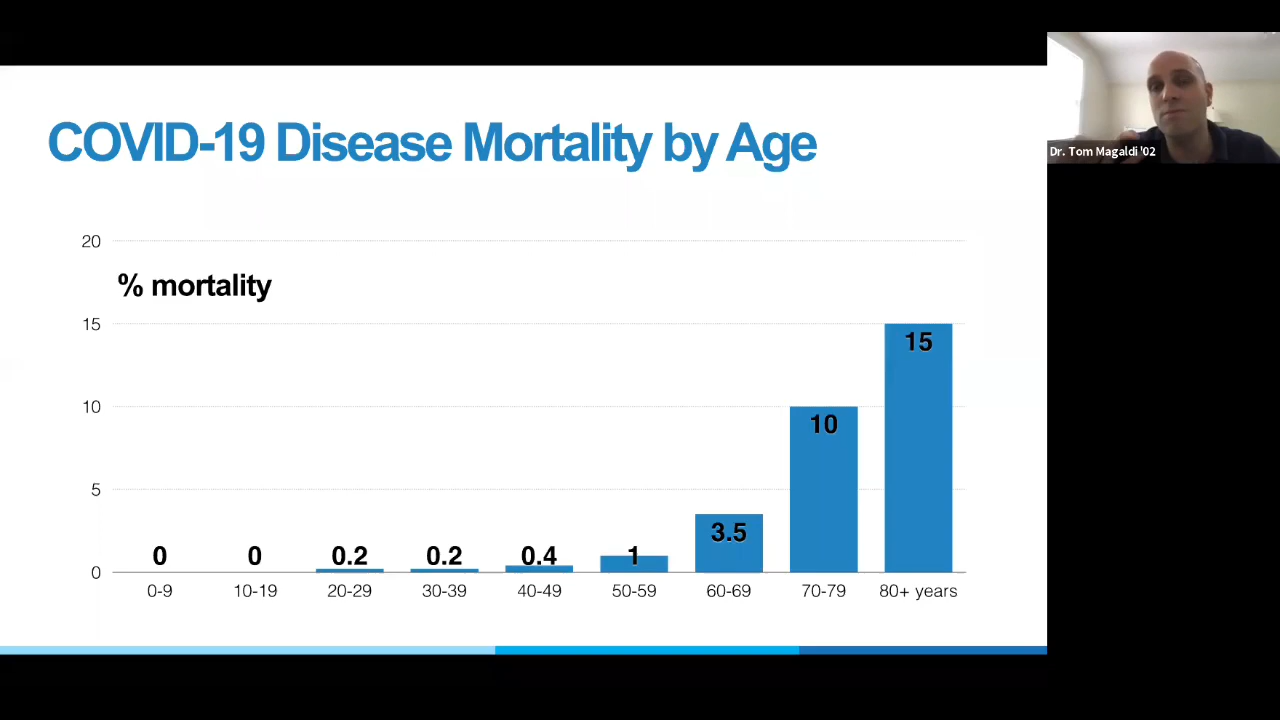 COVID-19 Disease Mortality by Age
Dr. Tom Magaldi '02
20
% mortality
15
15
10
10
5
3.5
0 0 0.2 0.2 0.4 1
0
0-9 10-19 20-29 30-39 40-49 50-59 60-69 70-79 80+ years